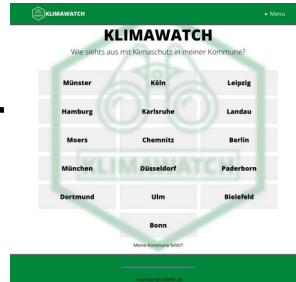 KLIMAWATCH
▸ Menu
KLIMAWATCH
Wie siehts aus mit Klimaschutz in meiner Kommune?
Münster Köln Leipzig
Hamburg Karlsruhe Landau
Moers Chemnitz Berlin
München Düsseldorf Paderborn
Dortmund Ulm Bielefeld
Bonn
Meine Kommune fehlt!!
KLIMAWATCH